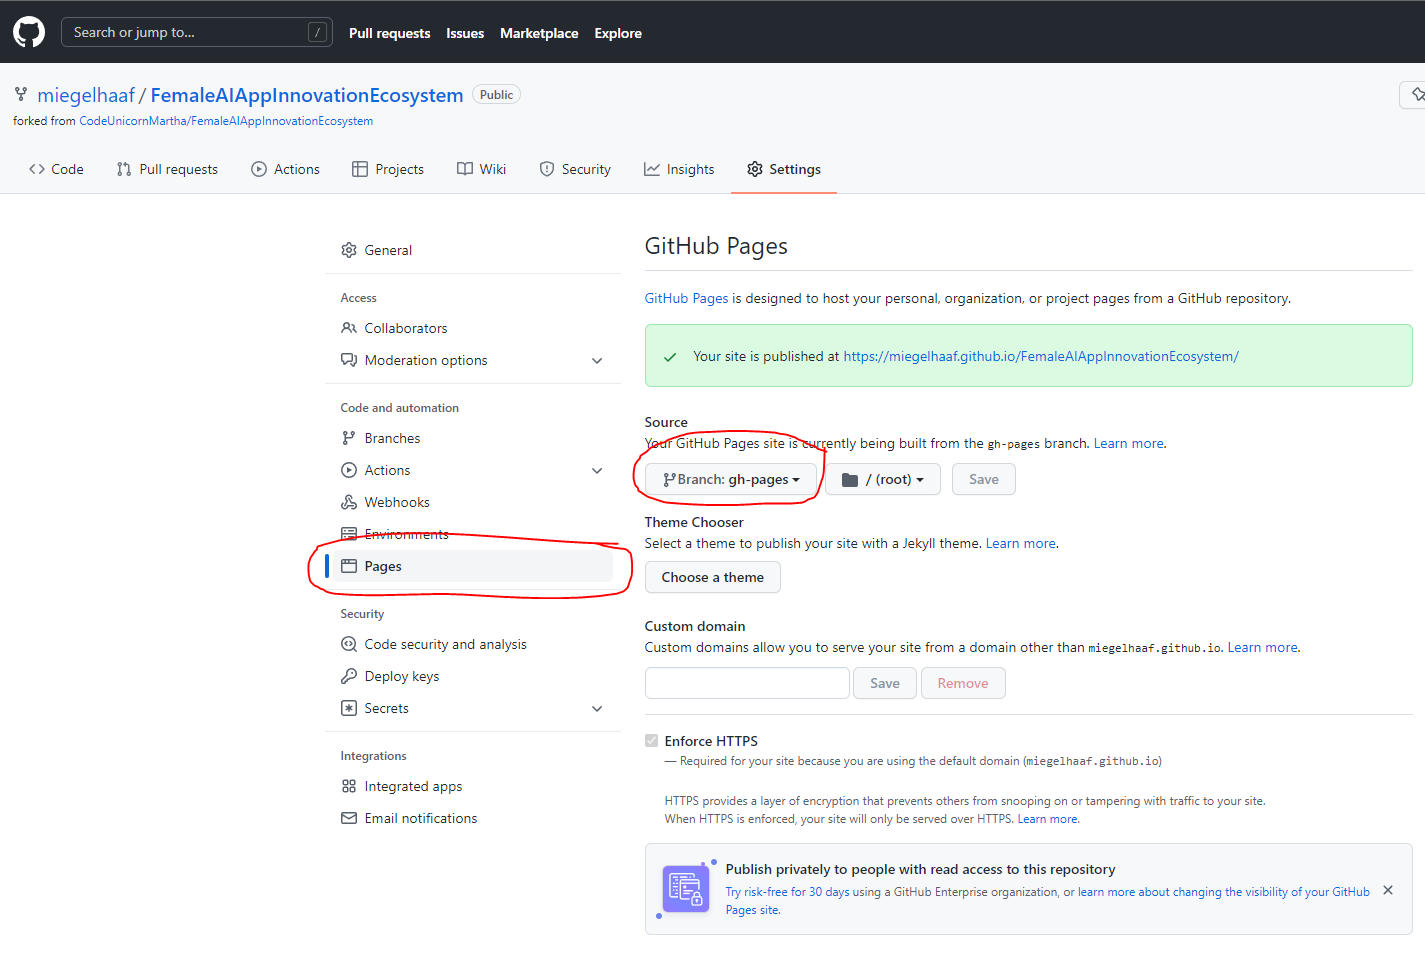 Search or jump to... / Pull requests Issues Marketplace Explore
miegelhaaf / FemaleAIAppInnovationEcosystem Public
forked from CodeUnicornMartha/FemaleAIAppInnovationEcosystem
Code Pull requests Actions Projects Wiki Security Insights Settings
General
Access
Collaborators
Moderation options
Code and automation
Branches
Actions
Webhooks
Environments
Pages
Security
Code security and analysis
Deploy keys
Secrets
Integrations
Integrated apps
Email notifications
GitHub Pages
GitHub Pages is designed to host your personal, organization, or project pages from a GitHub repository.
Your site is published at https://miegelhaaf.github.io/FemaleAIAppInnovationEcosystem/
Source
Your GitHub Pages site is currently being built from the gh-pages branch. Learn more.
Branch: gh-pages / (root) Save
Theme Chooser
Select a theme to publish your site with a Jekyll theme. Learn more.
Choose a theme
Custom domain
Custom domains allow you to serve your site from a domain other than miegelhaaf.github.io. Learn more.
Save Remove
Enforce HTTPS
— Required for your site because you are using the default domain (miegelhaaf.github.io)
HTTPS provides a layer of encryption that prevents others from snooping on or tampering with traffic to your site.
When HTTPS is enforced, your site will only be served over HTTPS. Learn more.
Publish privately to people with read access to this repository
Try risk-free for 30 days using a GitHub Enterprise organization, or learn more about changing the visibility of your GitHub
Pages site.